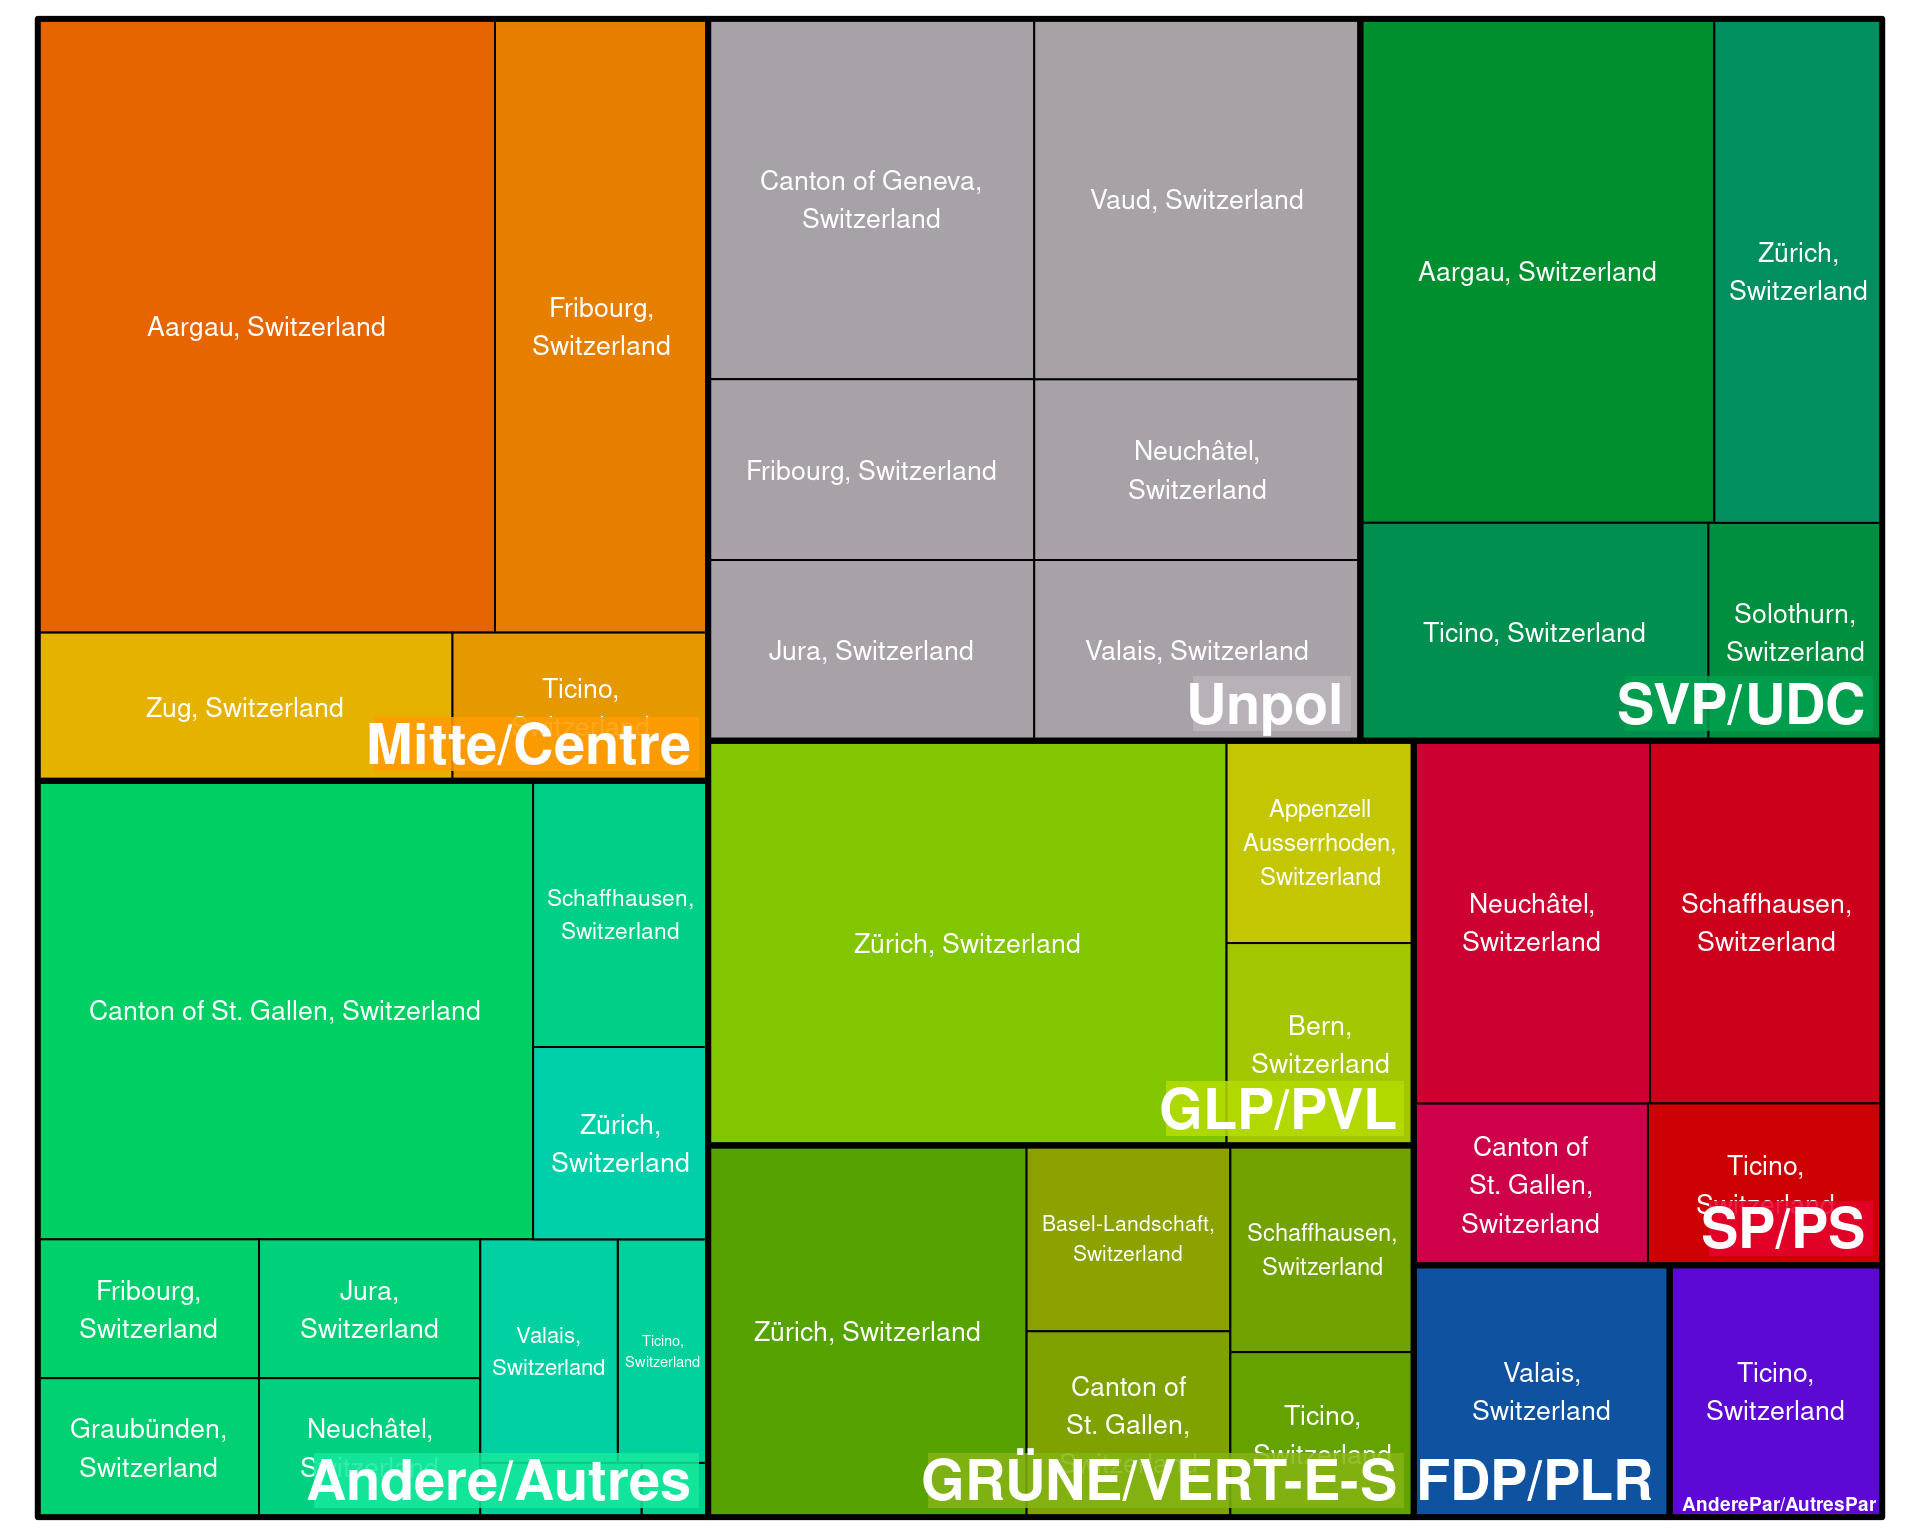 Aargau, Switzerland
Fribourg,
Switzerland
Zug, Switzerland
Ticino,
Switzerland
Mitte/Centre
Canton of Geneva,
Switzerland
Vaud, Switzerland
Fribourg, Switzerland
Neuchâtel,
Switzerland
Jura, Switzerland
Valais, Switzerland
Unpol
Aargau, Switzerland
Zürich,
Switzerland
Ticino, Switzerland
Solothurn,
Switzerland
SVP/UDC
Canton of St. Gallen, Switzerland
Schaffhausen,
Switzerland
Zürich,
Switzerland
Fribourg,
Switzerland
Jura,
Switzerland
Valais,
Switzerland
Ticino,
Switzerland
Graubünden,
Switzerland
Neuchâtel,
Switzerland
Andere/Autres
Zürich, Switzerland
Appenzell
Ausserrhoden,
Switzerland
Bern,
Switzerland
GLP/PVL
Zürich, Switzerland
Basel-Landschaft,
Switzerland
Schaffhausen,
Switzerland
Canton of
St. Gallen,
Switzerland
Ticino,
Switzerland
GRÜNE/VERT-E-S
Neuchâtel,
Switzerland
Schaffhausen,
Switzerland
Canton of
St. Gallen,
Switzerland
Ticino,
Switzerland
SP/PS
Valais,
Switzerland
FDP/PLR
Ticino,
Switzerland
AnderePar/AutresPar